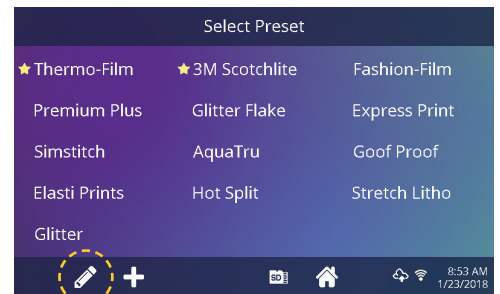 Select Preset
Thermo-Film 3M Scotchlite Fashion-Film
Premium Plus Glitter Flake Express Print
Simstitch AquaTru Goof Proof
Elasti Prints Hot Split Stretch Litho
Glitter
SD 8:53 AM
1/23/2018